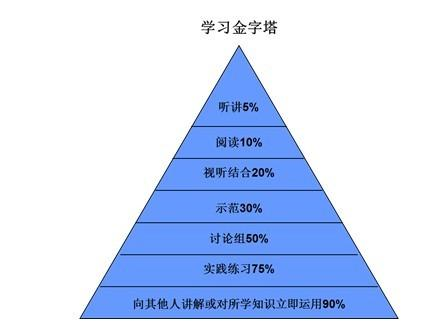 学习金字塔
听讲5%
阅读10%
视听结合20%
示范30%
讨论组50%
实践练习75%
向其他人讲解或对所学知识立即运用90%